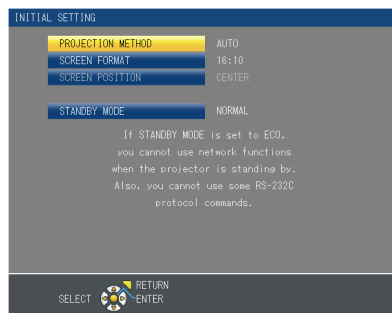 INITIAL SETTING
PROJECTION METHOD AUTO
SCREEN FORMAT 16:10
SCREEN POSITION CENTER
STANDBY MODE NORMAL
If STANDBY MODE is set to ECO,
you cannot use network functions
when the projector is standing by.
Also, you cannot use some RS-232C
protocol commands.
RETURN
SELECT ENTER